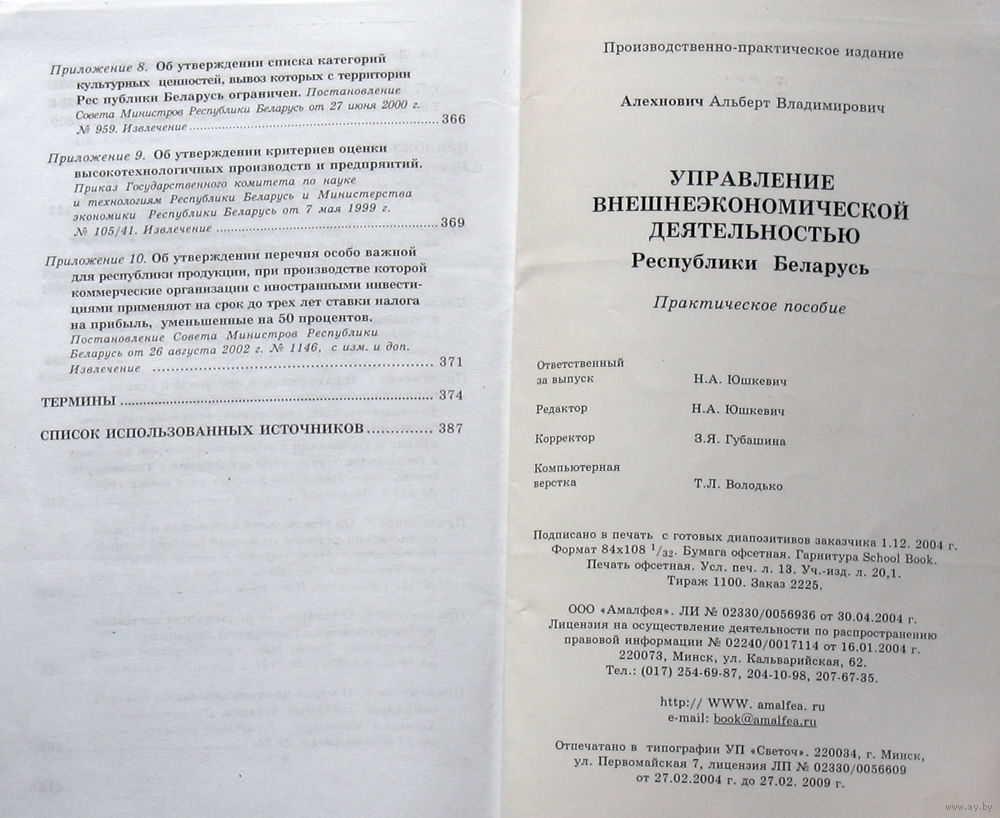 Приложение 8. Об утверждении списка категорий
культурных ценностей, вывоз которых с территории
Рес публики Беларусь ограничен. Постановление
Совета Министров Республики Беларусь от 27 июня 2000 г.
№ 959. Извлечение ........ 366
Приложение 9. Об утверждении критериев оценки
высокотехнологичных производств и предпряитий.
Приказ Государственного комитета по науке
и технологиям Республики Беларусь и Министерства
экономики Республики Беларусь от 7 мая 1999 г.
№ 105/41. Извлечение ........ 369
Приложение 10. Об утверждении перечня особо важной
для республики продукции, при производстве которой
коммерческие организации с иностранными инвести-
циями применяют на срок до трех лет ставки налога
на прибыль, уменьшенные на 50 процентов.
Постановление Совета Министров Республики
Беларусь от 26 августа 2002 г. № 1146, с изм. и доп.
Извлечение ........ 371
ТЕРМИНЫ ........ 374
СПИСОК ИСПОЛЬЗОВАННЫХ ИСТОЧНИКОВ ........ 387
Производственно-практическое издание
Алехнович Альберт Владимирович
УПРАВЛЕНИЕ
ВНЕШНЕЭКОНОМИЧЕСКОЙ
ДЕЯТЕЛЬНОСТЬЮ
Республики Беларусь
Практическое пособие
Ответственный
за выпуск Н.А. Юшкевич
Редактор Н.А. Юшкевич
Корректор З.Я. Губашина
Компьютерная
верстка Т.Л. Володько
Подписано в печать с готовых диапозитивов заказчика 1.12. 2004 г.
Формат 84х108 1/32. Бумага офсетная. Гарнитура School Book.
Печать офсетная. Усл. печ. л. 13. Уч.-изд. л. 20,1.
Тираж 1100. Заказ 2225.
ООО «Амалфея». ЛИ № 02330/0056936 от 30.04.2004 г.
Лицензия на осуществление деятельности по распространению
правовой информации № 02240/0017114 от 16.01.2004 г.
220073, Минск, ул. Кальварийская, 62.
Тел.: (017) 254-69-87, 204-10-98, 207-67-35.
http:// WWW. amalfea. ru
e-mail: book@amalfea.ru
Отпечатано в типографии УП «Светоч». 220034, г. Минск,
ул. Первомайская 7, лицензия ЛП № 02330/0056609
от 27.02.2004 г. до 27.02. 2009 г.
www.ay.by